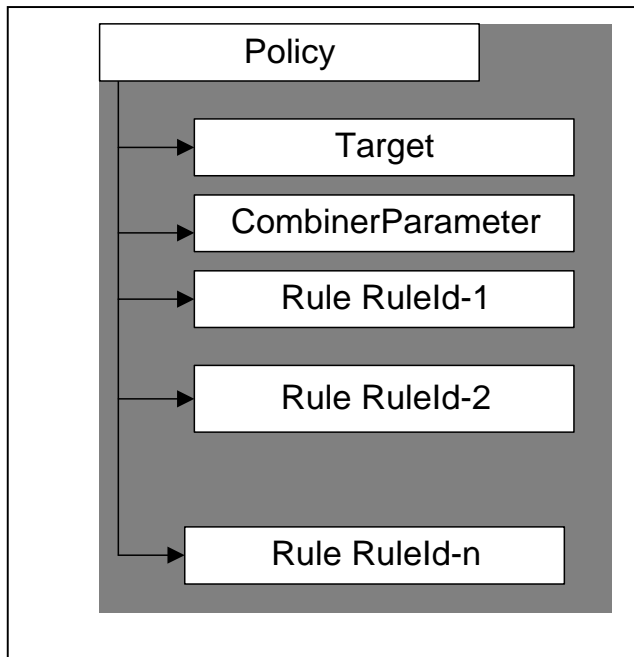 Policy
Target
CombinerParameter
Rule RuleId-1
Rule RuleId-2
Rule RuleId-n